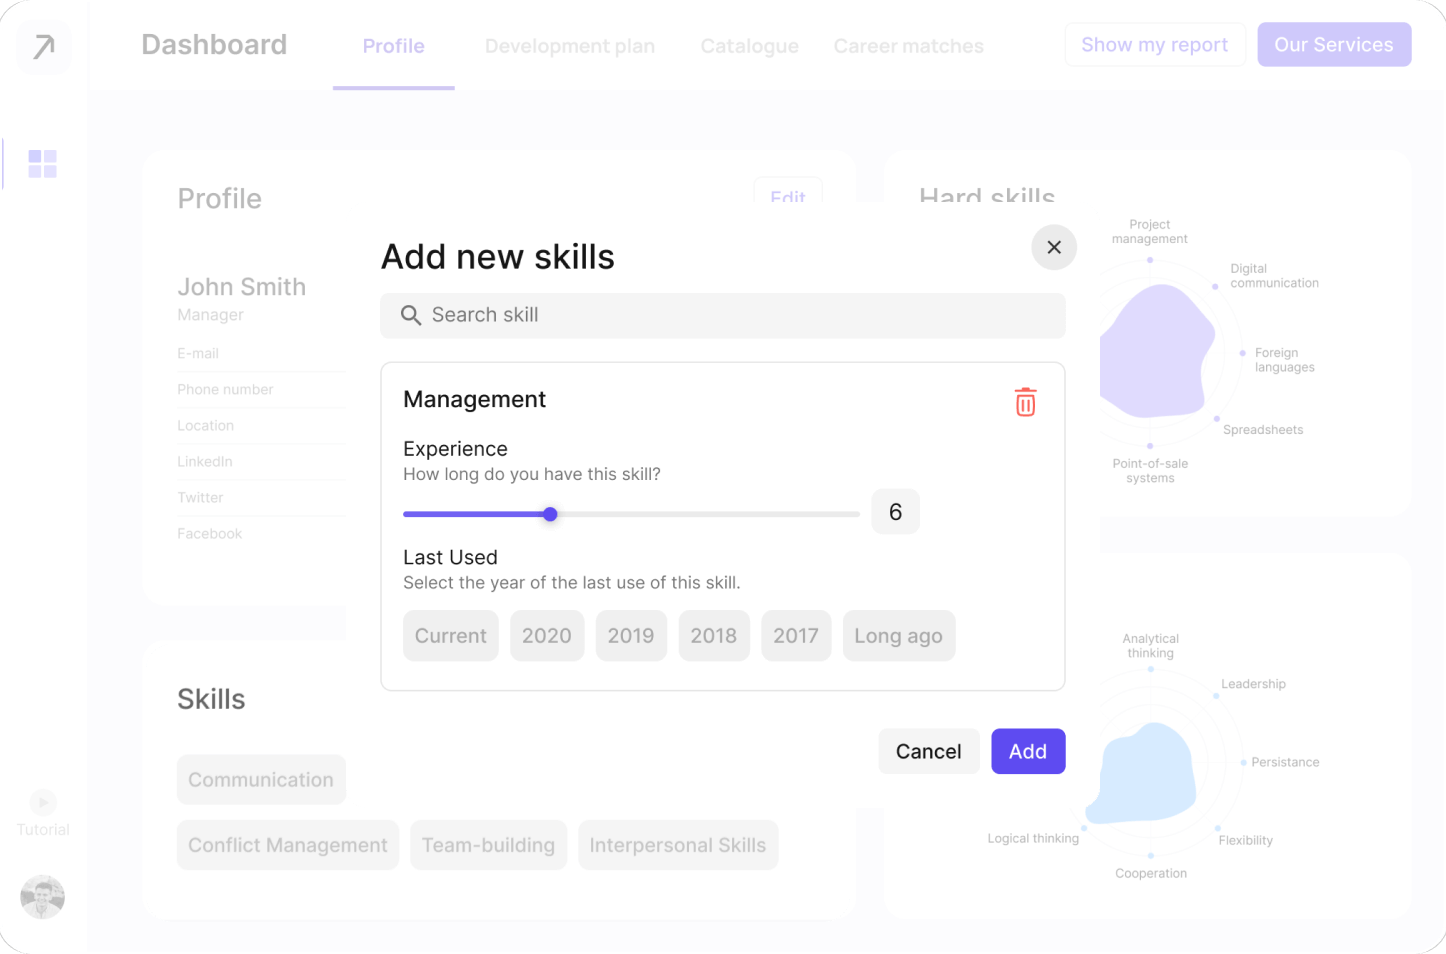 Dashboard
Profile
Development plan
Catalogue
Career matches
Show my report
Our Services
Profile
Edit
Hard skills
John Smith
Manager
E-mail
Phone number
Location
LinkedIn
Twitter
Facebook
Add new skills
Search skill
Management
Experience
How long do you have this skill?
6
Last Used
Select the year of the last use of this skill.
Current
2020
2019
2018
2017
Long ago
Cancel
Add
Project
management
Digital
communication
Foreign
languages
Spreadsheets
Point-of-sale
systems
Skills
Communication
Conflict Management
Team-building
Interpersonal Skills
Analytical
thinking
Leadership
Persistance
Flexibility
Cooperation
Logical thinking
Tutorial